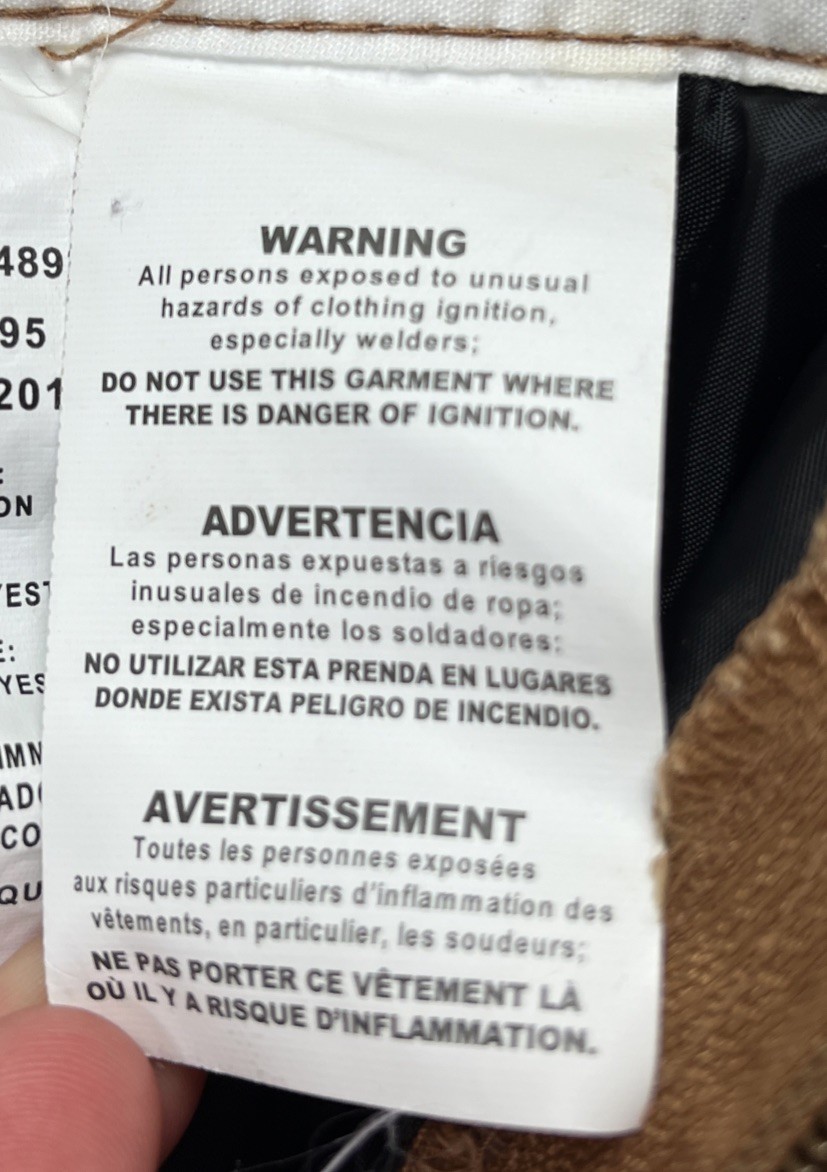 WARNING
All persons exposed to unusual
hazards of clothing ignition,
especially welders;
DO NOT USE THIS GARMENT WHERE
THERE IS DANGER OF IGNITION.
ADVERTENCIA
Las personas expuestas a riesgos
inusuales de incendio de ropa;
especialmente los soldadores:
NO UTILIZAR ESTA PRENDA EN LUGARES
DONDE EXISTA PELIGRO DE INCENDIO.
AVERTISSEMENT
Toutes les personnes exposées
aux risques particuliers d'inflammation des
vêtements, en particulier, les soudeurs;
NE PAS PORTER CE VÊTEMENT LÀ
OÙ IL Y A RISQUE D'INFLAMMATION.
489
95
201